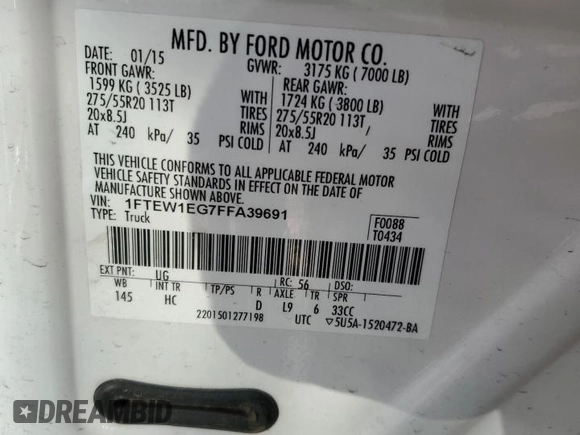 MFD. BY FORD MOTOR CO.
DATE: 01/15 GVWR: 3175 KG ( 7000 LB)
FRONT GAWR: REAR GAWR:
1599 KG ( 3525 LB) WITH 1724 KG ( 3800 LB) WITH
275/55R20 113T TIRES 275/55R20 113T TIRES
20x8.5J RIMS 20x8.5J / RIMS
AT 240 kPa/ 35 PSI COLD AT 240 kPa/ 35 PSI COLD
THIS VEHICLE CONFORMS TO ALL APPLICABLE FEDERAL MOTOR
VEHICLE SAFETY STANDARDS IN EFFECT ON THE DATE OF
MANUFACTURE SHOWN ABOVE.
VIN: 1FTEW1EG7FFA39691 F0088
TYPE: Truck T0434
EXT PNT: UG RC: 56 DSO:
WB INT TR TP/PS R AXLE TR SPR
145 HC D L9 6 33CC
2201501277198 UTC ▽5U5A-1520472-BA
DREAMBID